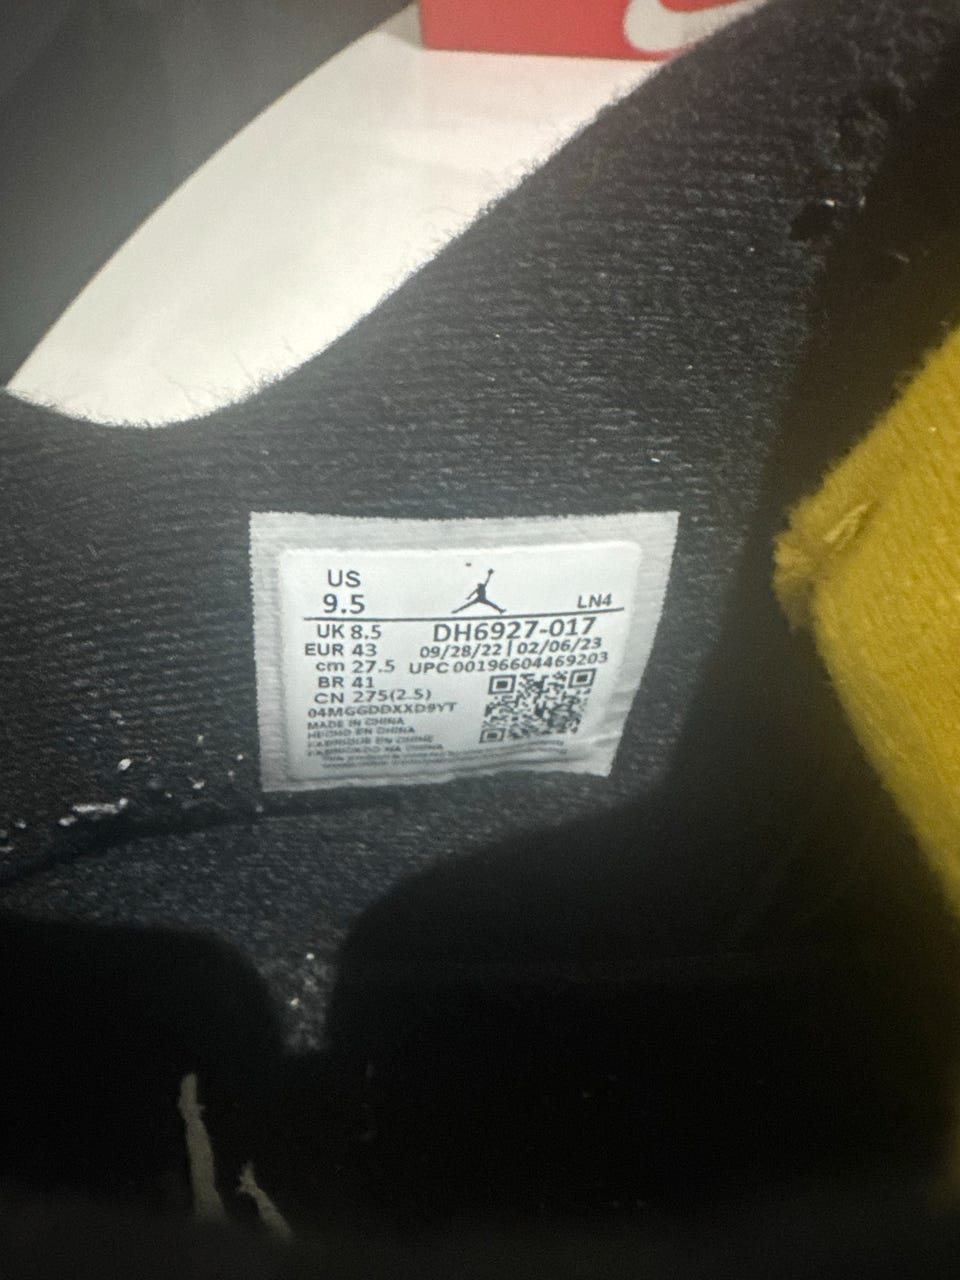 US
9.5
LN4
UK 8.5
EUR 43
cm 27.5
BR 41
CN 275(2.5)
DH6927-017
09/28/22 | 02/06/23
UPC 00196604469203
04MGGDDXXD9YT
MADE IN CHINA
HECHO EN CHINA
FABRIQUE EN CHINE
FABRICADO NA CHINA